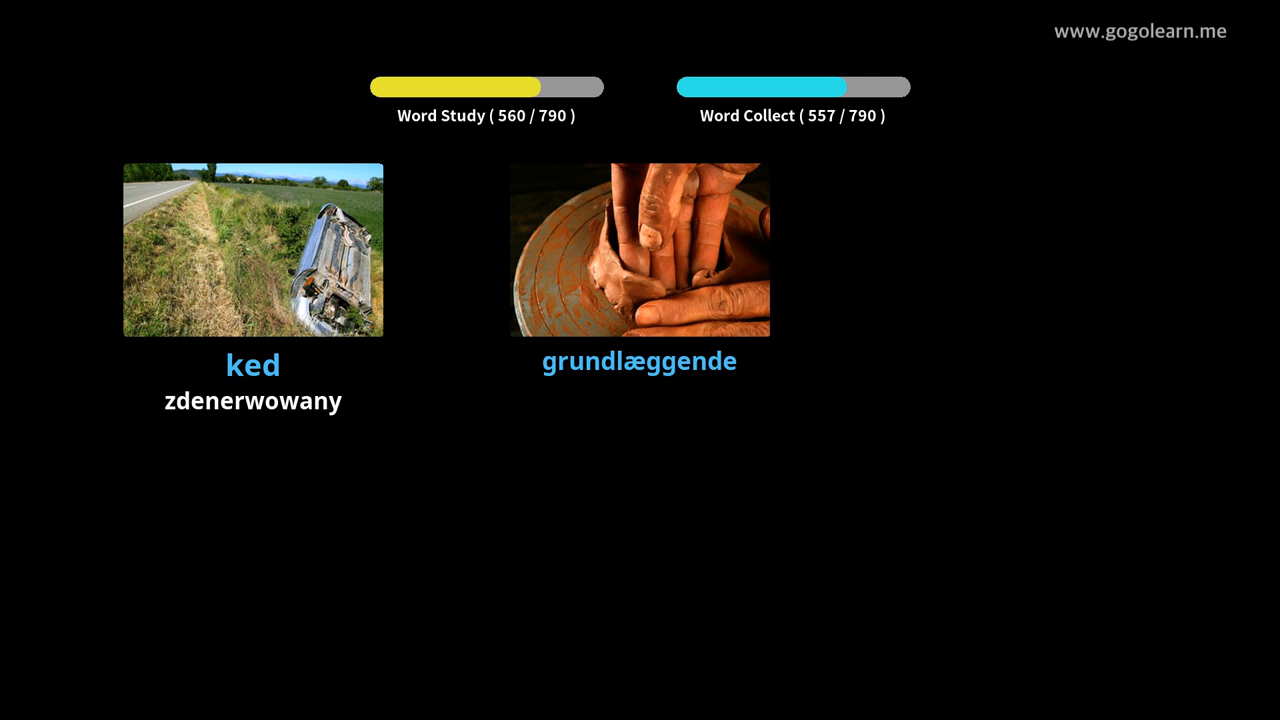 www.gogolearn.me
Word Study ( 560 / 790 )
Word Collect ( 557 / 790 )
ked
zdenerwowany
grundlæggende